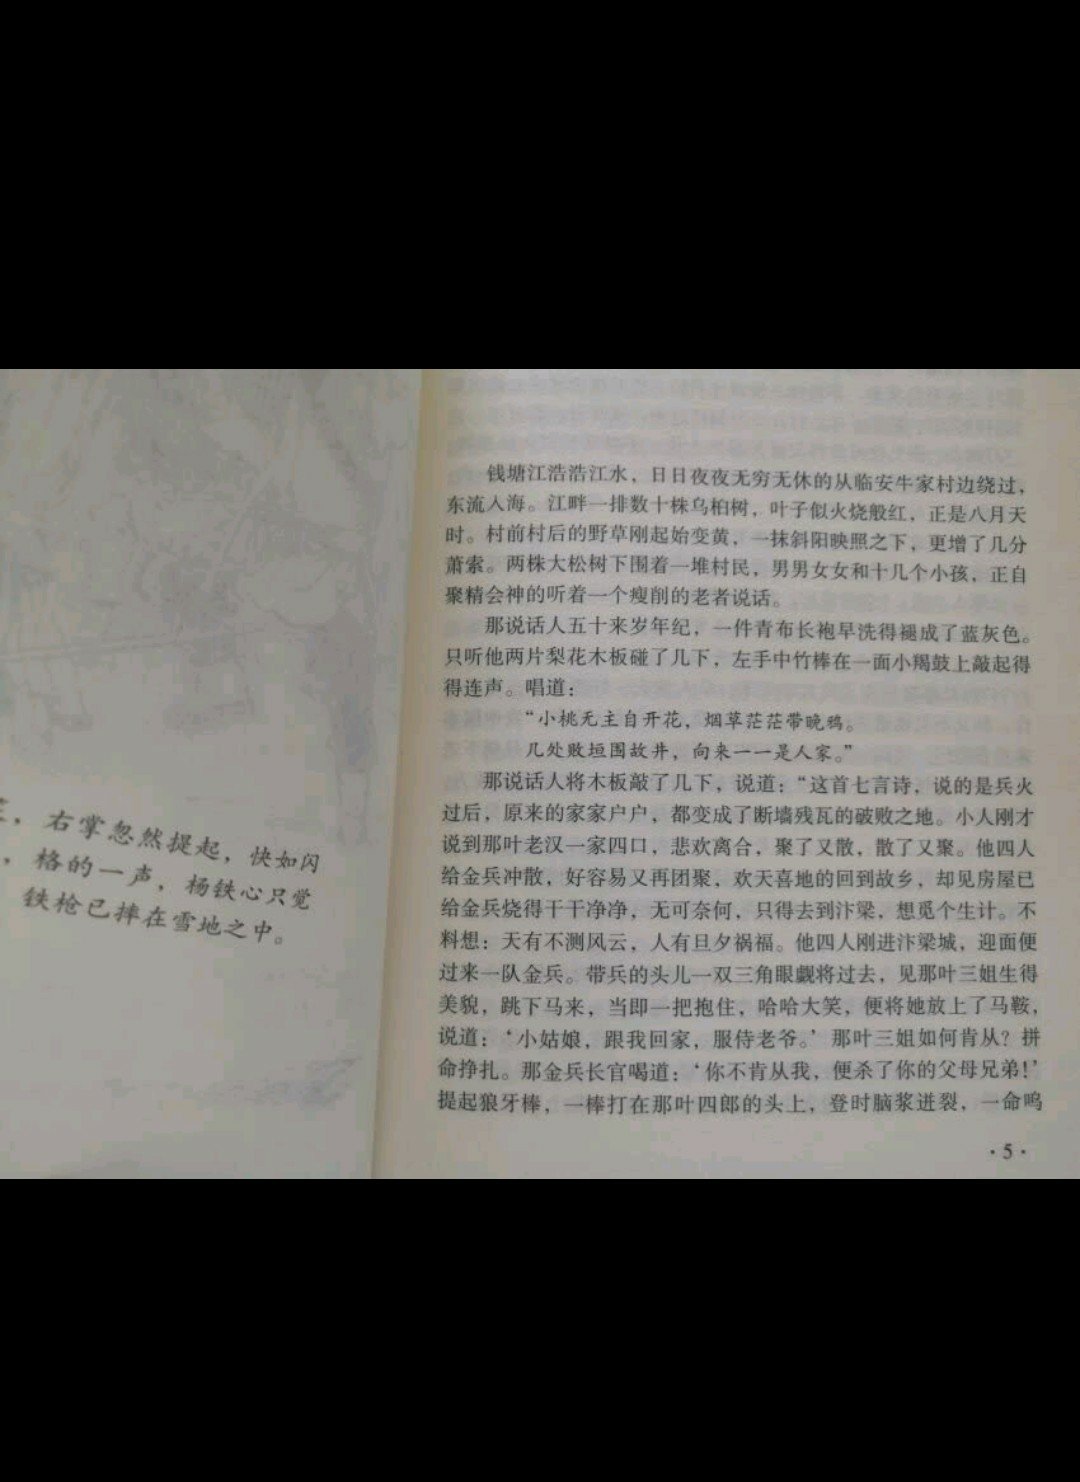 ，右掌忽然提起，快如闪
，格的一声，杨铁心只觉
铁枪已摔在雪地之中。
钱塘江浩浩江水，日日夜夜无穷无休的从临安牛家村边绕过，
东流入海。江畔一排数十株乌柏树，叶子似火烧般红，正是八月天
时。村前村后的野草刚起始变黄，一抹斜阳映照之下，更增了几分
萧索。两株大松树下围着一堆村民，男男女女和十几个小孩，正自
聚精会神的听着一个瘦削的老者说话。
那说话人五十来岁年纪，一件青布长袍早洗得褪成了蓝灰色。
只听他两片梨花木板碰了几下，左手中竹棒在一面小羯鼓上敲起得
得连声。唱道：
“小桃无主自开花，烟草茫茫带晚鸦。
几处败垣围故井，向来一一是人家。”
那说话人将木板敲了几下，说道：“这首七言诗，说的是兵火
过后，原来的家家户户，都变成了断墙残瓦的破败之地。小人刚才
说到那叶老汉一家四口，悲欢离合，聚了又散，散了又聚。他四人
给金兵冲散，好容易又再团聚，欢天喜地的回到故乡，却见房屋已
给金兵烧得干干净净，无可奈何，只得去到汴梁，想觅个生计。不
料想：天有不测风云，人有旦夕祸福。他四人刚进汴梁城，迎面便
过来一队金兵。带兵的头儿一双三角眼觑将过去，见那叶三姐生得
美貌，跳下马来，当即一把抱住，哈哈大笑，便将她放上了马鞍，
说道：‘小姑娘，跟我回家，服侍老爷。’那叶三姐如何肯从？拼
命挣扎。那金兵长官喝道：‘你不肯从我，便杀了你的父母兄弟！’
提起狼牙棒，一棒打在那叶四郎的头上，登时脑浆迸裂，一命呜
·5·